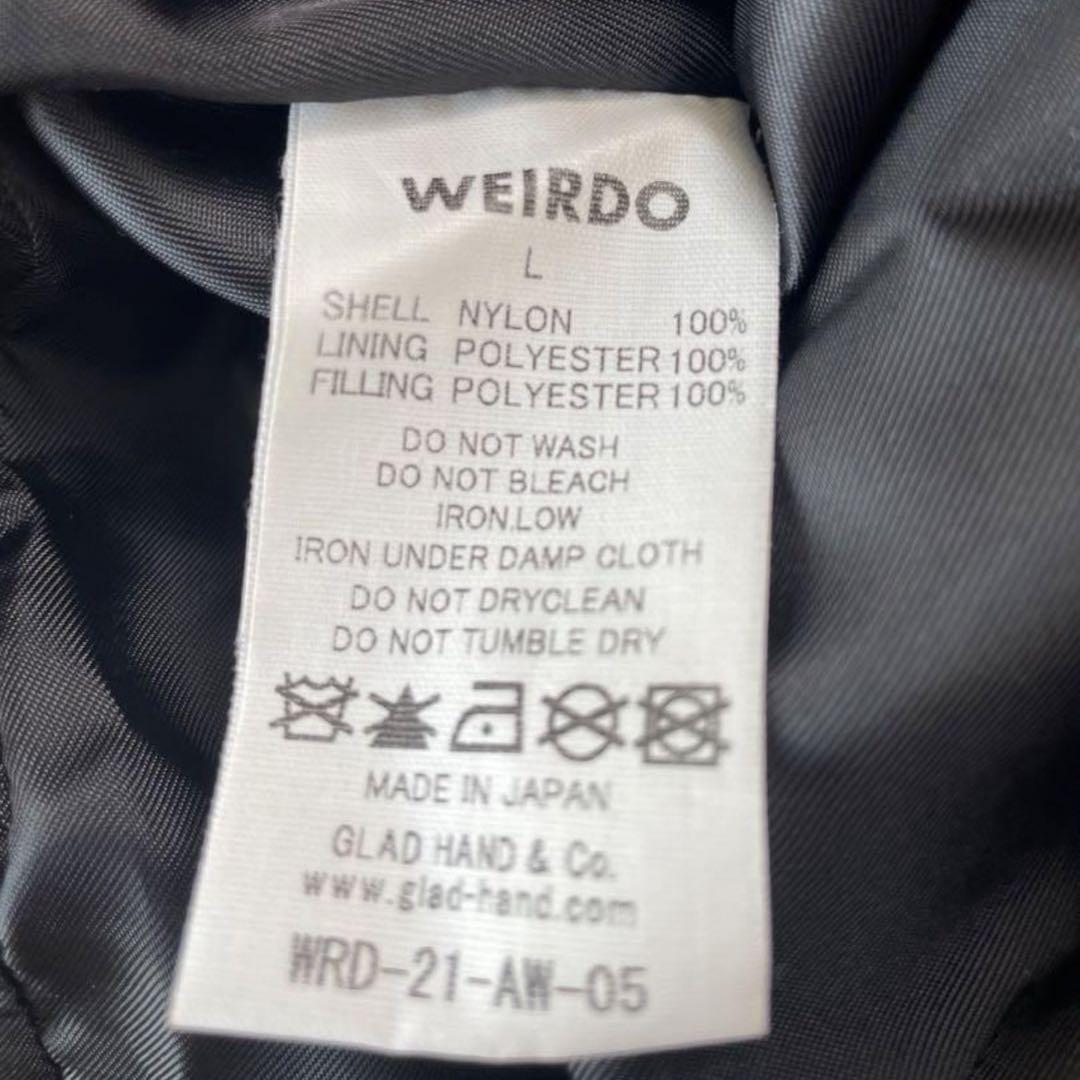 WEIRDO
L
SHELL NYLON 100%
LINING POLYESTER 100%
FILLING POLYESTER 100%
DO NOT WASH
DO NOT BLEACH
IRON.LOW
IRON UNDER DAMP CLOTH
DO NOT DRYCLEAN
DO NOT TUMBLE DRY
MADE IN JAPAN
GLAD HAND & Co.
www.glad-hand.com
WRD-21-AW-05